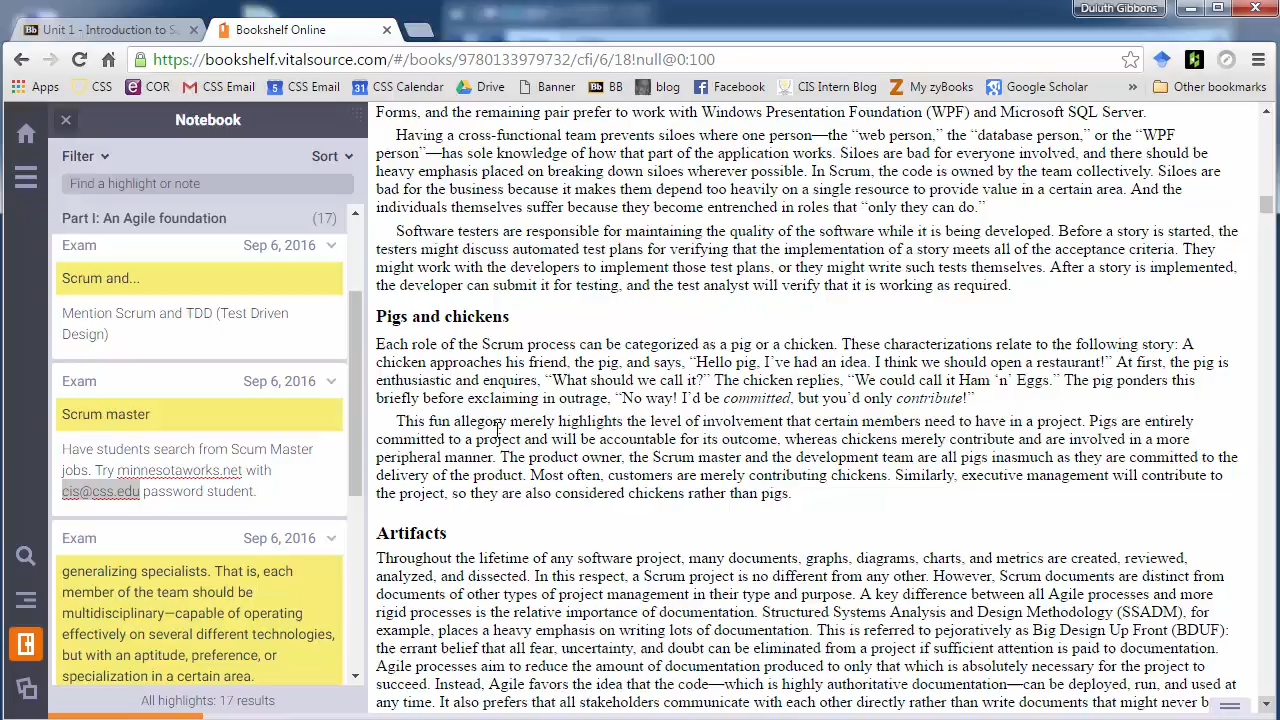 Duluth Gibbons
Unit 1 - Introduction to S
Bookshelf Online
https://bookshelf.vitalsource.com/#/books/9780133979732/cfi/6/18!null@0:100
Apps CSS COR CSS Email CSS Email CSS Calendar Drive Banner BB blog Facebook CIS Intern Blog My zyBooks Google Scholar » Other bookmarks
Notebook
Filter Sort
Find a highlight or note
Part I: An Agile foundation (17)
Exam Sep 6, 2016
Scrum and...
Mention Scrum and TDD (Test Driven
Design)
Exam Sep 6, 2016
Scrum master
Have students search from Scum Master
jobs. Try minnesotaworks.net with
cis@css.edu password student.
Exam Sep 6, 2016
generalizing specialists. That is, each
member of the team should be
multidisciplinary—capable of operating
effectively on several different technologies,
but with an aptitude, preference, or
specialization in a certain area.
All highlights: 17 results
Forms, and the remaining pair prefer to work with Windows Presentation Foundation (WPF) and Microsoft SQL Server.
Having a cross-functional team prevents siloes where one person—the “web person,” the “database person,” or the “WPF
person”—has sole knowledge of how that part of the application works. Siloes are bad for everyone involved, and there should be
heavy emphasis placed on breaking down siloes wherever possible. In Scrum, the code is owned by the team collectively. Siloes are
bad for the business because it makes them depend too heavily on a single resource to provide value in a certain area. And the
individuals themselves suffer because they become entrenched in roles that “only they can do.”
Software testers are responsible for maintaining the quality of the software while it is being developed. Before a story is started, the
testers might discuss automated test plans for verifying that the implementation of a story meets all of the acceptance criteria. They
might work with the developers to implement those test plans, or they might write such tests themselves. After a story is implemented,
the developer can submit it for testing, and the test analyst will verify that it is working as required.
Pigs and chickens
Each role of the Scrum process can be categorized as a pig or a chicken. These characterizations relate to the following story: A
chicken approaches his friend, the pig, and says, “Hello pig, I’ve had an idea. I think we should open a restaurant!” At first, the pig is
enthusiastic and enquires, “What should we call it?” The chicken replies, “We could call it Ham ‘n’ Eggs.” The pig ponders this
briefly before exclaiming in outrage, “No way! I’d be committed, but you’d only contribute!”
This fun allegory merely highlights the level of involvement that certain members need to have in a project. Pigs are entirely
committed to a project and will be accountable for its outcome, whereas chickens merely contribute and are involved in a more
peripheral manner. The product owner, the Scrum master and the development team are all pigs inasmuch as they are committed to the
delivery of the product. Most often, customers are merely contributing chickens. Similarly, executive management will contribute to
the project, so they are also considered chickens rather than pigs.
Artifacts
Throughout the lifetime of any software project, many documents, graphs, diagrams, charts, and metrics are created, reviewed,
analyzed, and dissected. In this respect, a Scrum project is no different from any other. However, Scrum documents are distinct from
documents of other types of project management in their type and purpose. A key difference between all Agile processes and more
rigid processes is the relative importance of documentation. Structured Systems Analysis and Design Methodology (SSADM), for
example, places a heavy emphasis on writing lots of documentation. This is referred to pejoratively as Big Design Up Front (BDUF):
the errant belief that all fear, uncertainty, and doubt can be eliminated from a project if sufficient attention is paid to documentation.
Agile processes aim to reduce the amount of documentation produced to only that which is absolutely necessary for the project to
succeed. Instead, Agile favors the idea that the code—which is highly authoritative documentation—can be deployed, run, and used at
any time. It also prefers that all stakeholders communicate with each other directly rather than write documents that might never b